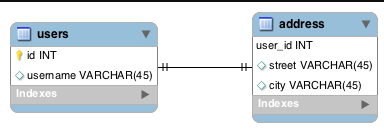 users
id INT
username VARCHAR(45)
Indexes
address
user_id INT
street VARCHAR(45)
city VARCHAR(45)
Indexes